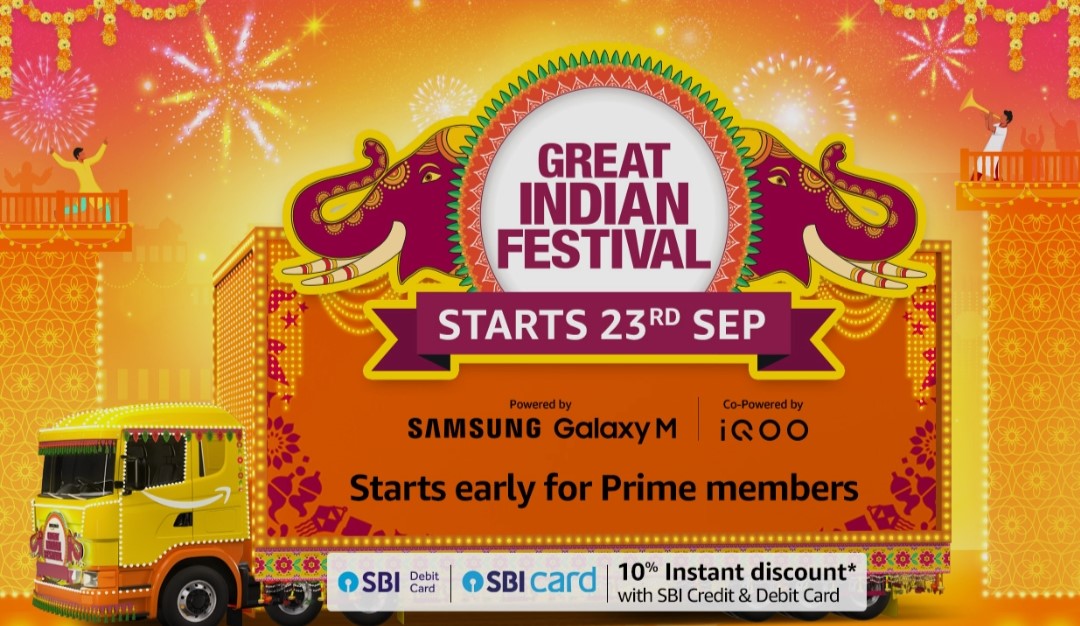 GREAT
INDIAN
FESTIVAL
STARTS 23RD SEP
Powered by
SAMSUNG Galaxy M
Co-Powered by
iQOO
Starts early for Prime members
SBI Debit Card
SBI card
10% Instant discount*
with SBI Credit & Debit Card